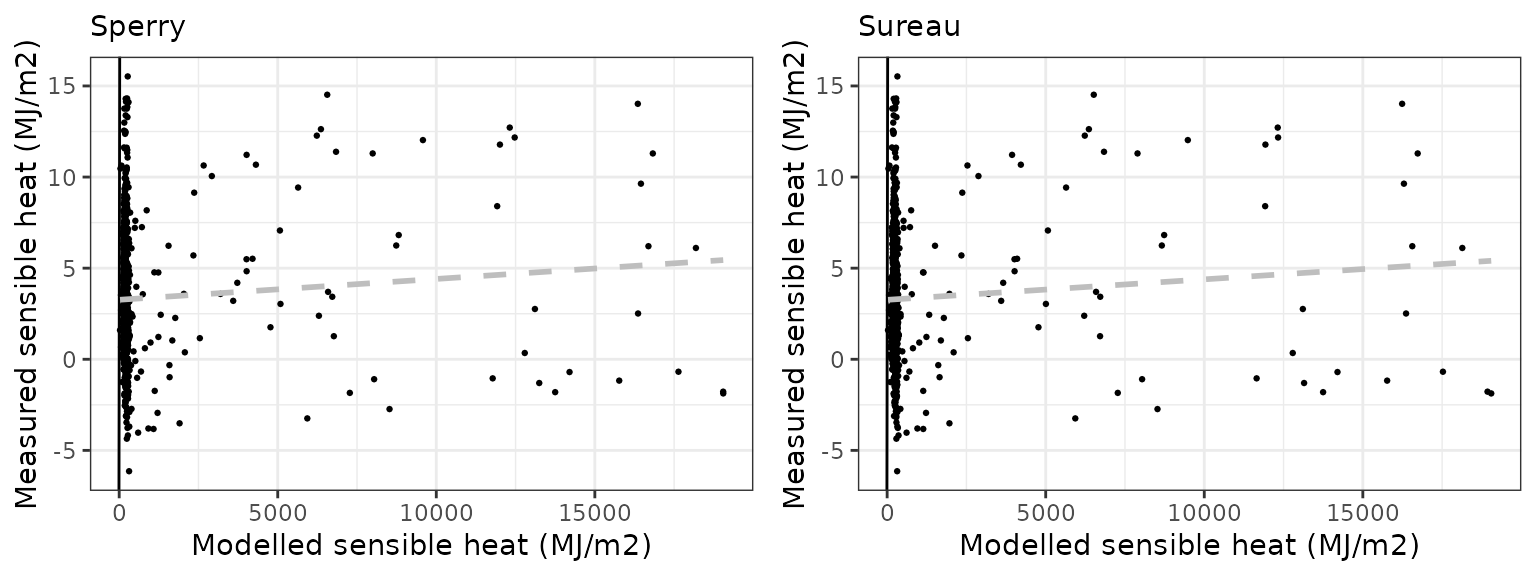 Sperry
Measured sensible heat (MJ/m2)
15
10
5
0
-5
0 5000 10000 15000
Modelled sensible heat (MJ/m2)
Sureau
Measured sensible heat (MJ/m2)
15
10
5
0
-5
0 5000 10000 15000
Modelled sensible heat (MJ/m2)